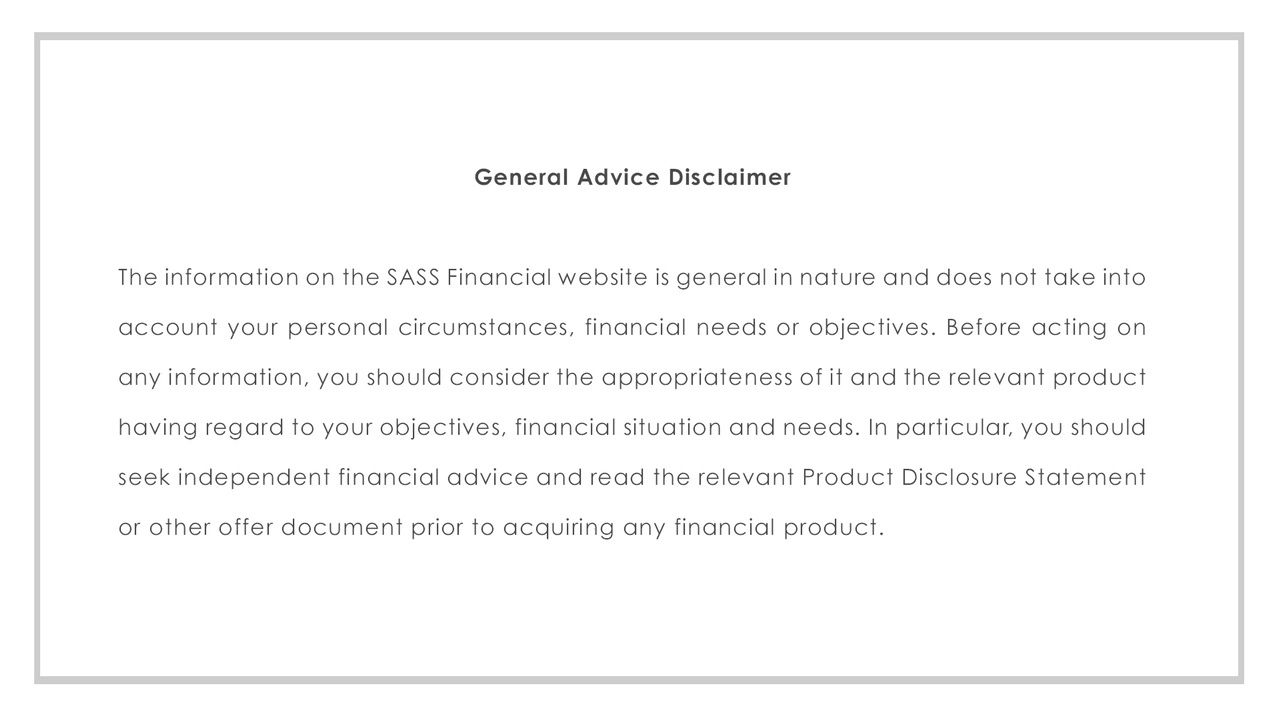 General Advice Disclaimer
The information on the SASS Financial website is general in nature and does not take into
account your personal circumstances, financial needs or objectives. Before acting on
any information, you should consider the appropriateness of it and the relevant product
having regard to your objectives, financial situation and needs. In particular, you should
seek independent financial advice and read the relevant Product Disclosure Statement
or other offer document prior to acquiring any financial product.